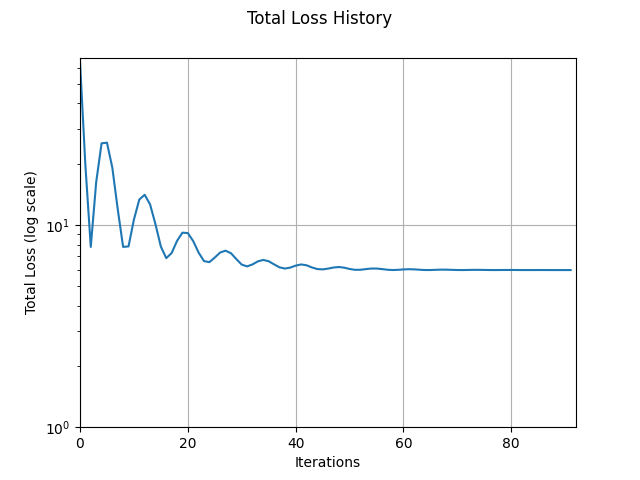 Total Loss History
Total Loss (log scale)
10¹
10⁰
0 20 40 60 80
Iterations